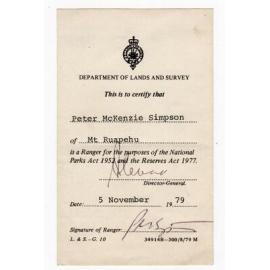 DEPARTMENT OF LANDS AND SURVEY
This is to certify that
Peter McKenzie Simpson
of Mt Ruapehu
is a Ranger for the purposes of the National
Parks Act 1952 and the Reserves Act 1977.
Director-General.
Date: 5 November 1979
Signature of Ranger:
L. & S.-G. 10 34914B-300/8/79 M